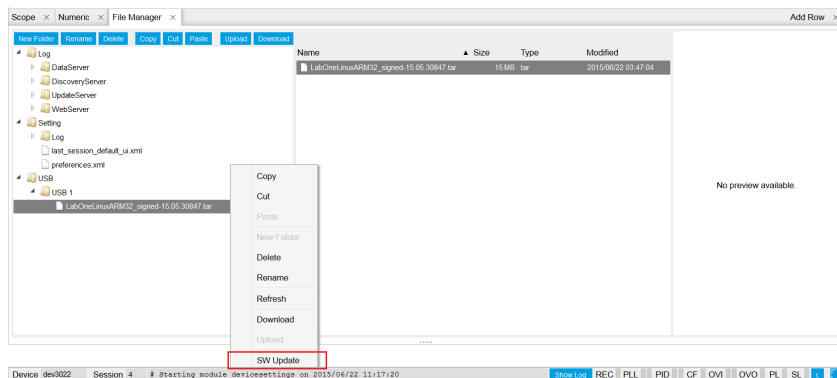 Scope × Numeric × File Manager × Add Row ×
New Folder Rename Delete Copy Cut Paste Upload Download
Name ▲ Size Type Modified
LabOneLinuxARM32_signed-15.05.30847.tar 15 MB tar 2015/06/22 03:47:04
Log
DataServer
DiscoveryServer
UpdateServer
WebServer
Setting
Log
last_session_default_ui.xml
preferences.xml
USB
USB 1
LabOneLinuxARM32_signed-15.05.30847.tar
Copy
Cut
Paste
New Folder
Delete
Rename
Refresh
Download
Upload
SW Update
No preview available.
Device dev3022 Session 4 # Starting module devicesettings on 2015/06/22 11:17:20 Show Log REC PLL PID CF OVI OVO PL SL c